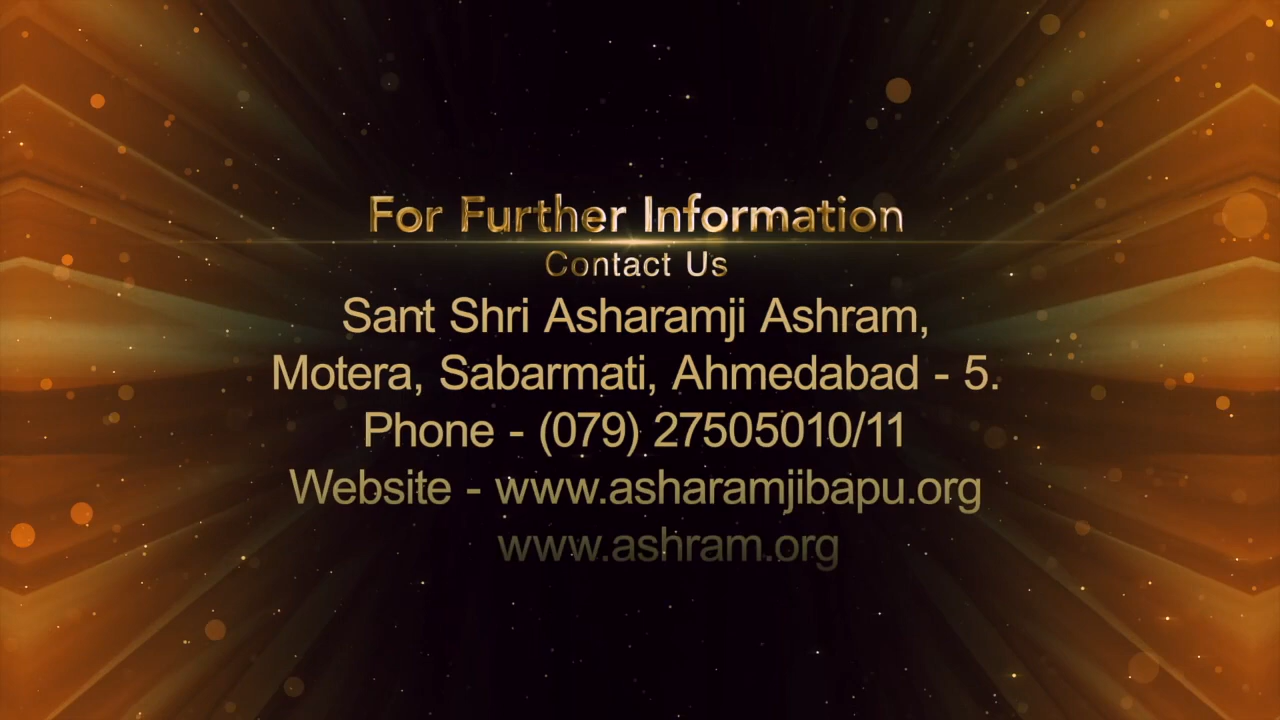 For Further Information
Contact Us
Sant Shri Asharamji Ashram,
Motera, Sabarmati, Ahmedabad - 5.
Phone - (079) 27505010/11
Website - www.asharamjibapu.org
www.ashram.org